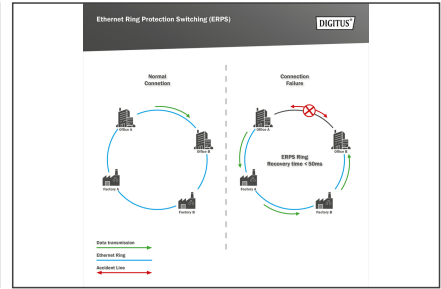 Ethernet Ring Protection Switching (ERPS)
DIGITUS®
Normal
Connetion
Office A
Office B
Factory A
Factory B
Connection
Failure
Office A
Office B
ERPS Ring
Recovery time < 50ms
Factory A
Factory B
Data transmission
Ethernet Ring
Accident Line